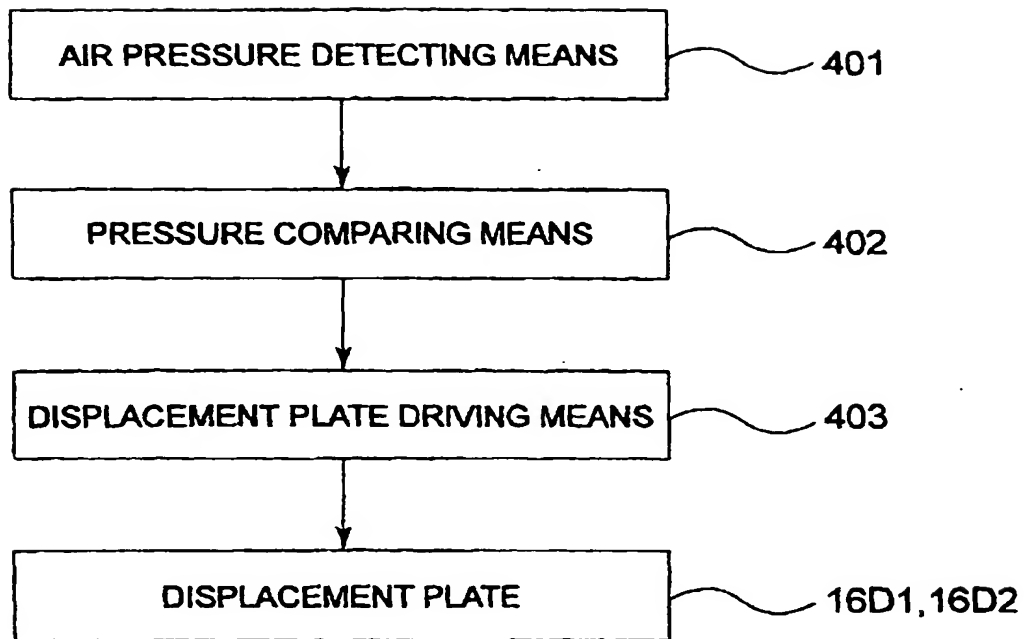 AIR PRESSURE DETECTING MEANS 401
PRESSURE COMPARING MEANS 402
DISPLACEMENT PLATE DRIVING MEANS 403
DISPLACEMENT PLATE 16D1,16D2